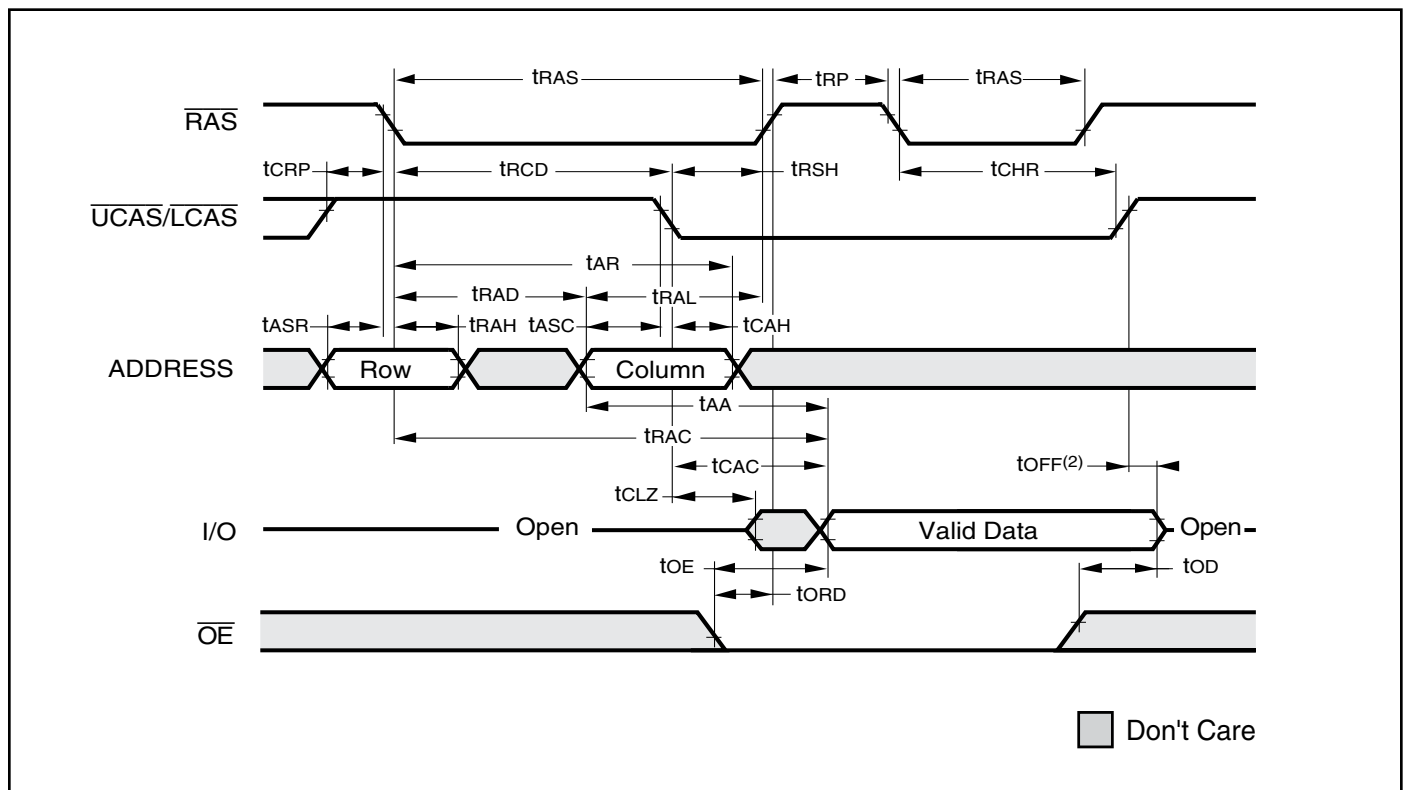 tRAS tRP tRAS
RAS
tCRP tRCD tRSH tCHR
UCAS/LCAS
tAR
tRAD tRAL
tASR tRAH tASC tCAH
ADDRESS Row Column
tAA
tRAC
tCAC tOFF(2)
tCLZ
I/O Open Valid Data Open
tOE tOD
tORD
OE
Don't Care